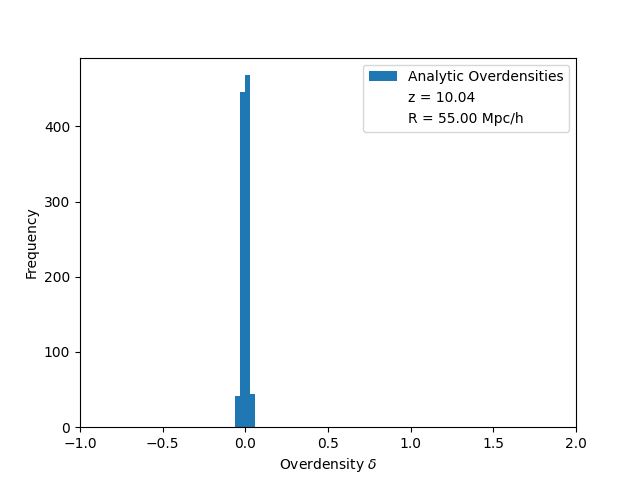 Analytic Overdensities
z = 10.04
R = 55.00 Mpc/h
Frequency
400
300
200
100
0
−1.0 −0.5 0.0 0.5 1.0 1.5 2.0
Overdensity δ